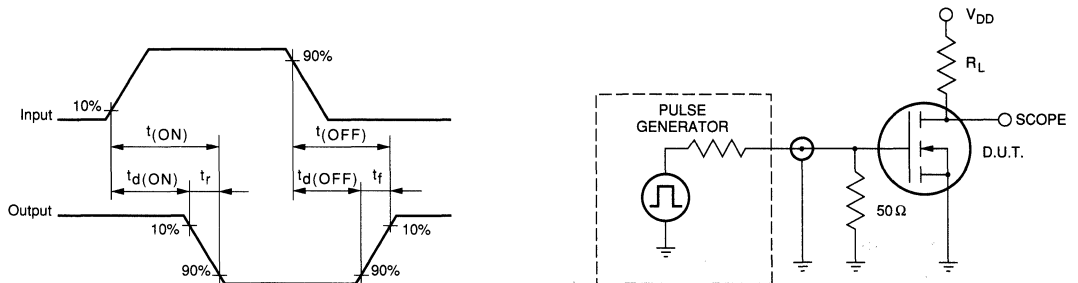 90%
10%
Input
t(ON)
t(OFF)
td(ON)
tr
td(OFF)
tf
Output
10%
10%
90%
90%
VDD
RL
PULSE
GENERATOR
SCOPE
D.U.T.
50Ω